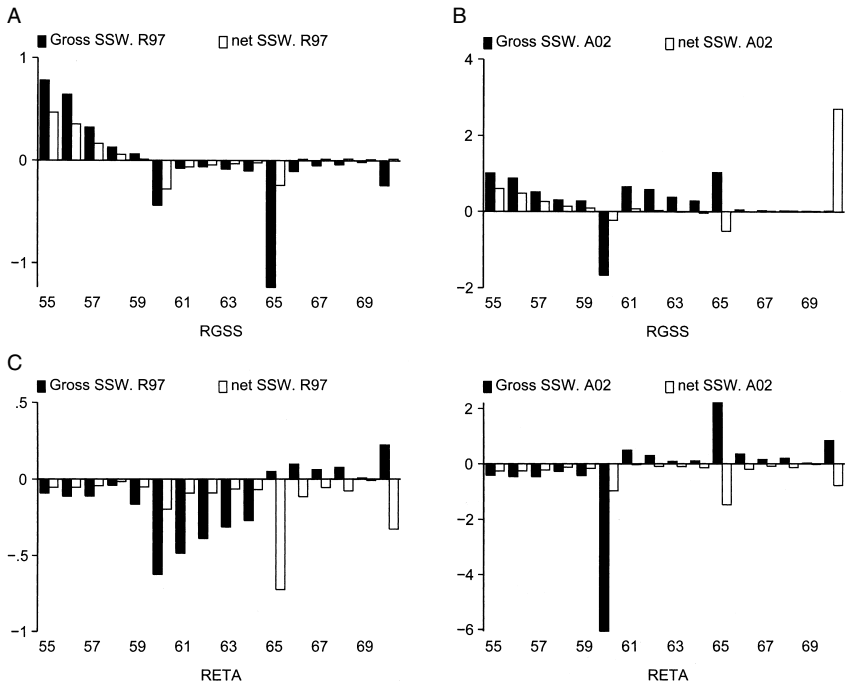 A
Gross SSW. R97 net SSW. R97
1
0
−1
55 57 59 61 63 65 67 69
RGSS
B
Gross SSW. A02 net SSW. A02
4
2
0
−2
55 57 59 61 63 65 67 69
RGSS
C
Gross SSW. R97 net SSW. R97
.5
0
−.5
−1
55 57 59 61 63 65 67 69
RETA
Gross SSW. A02 net SSW. A02
2
0
−2
−4
−6
55 57 59 61 63 65 67 69
RETA